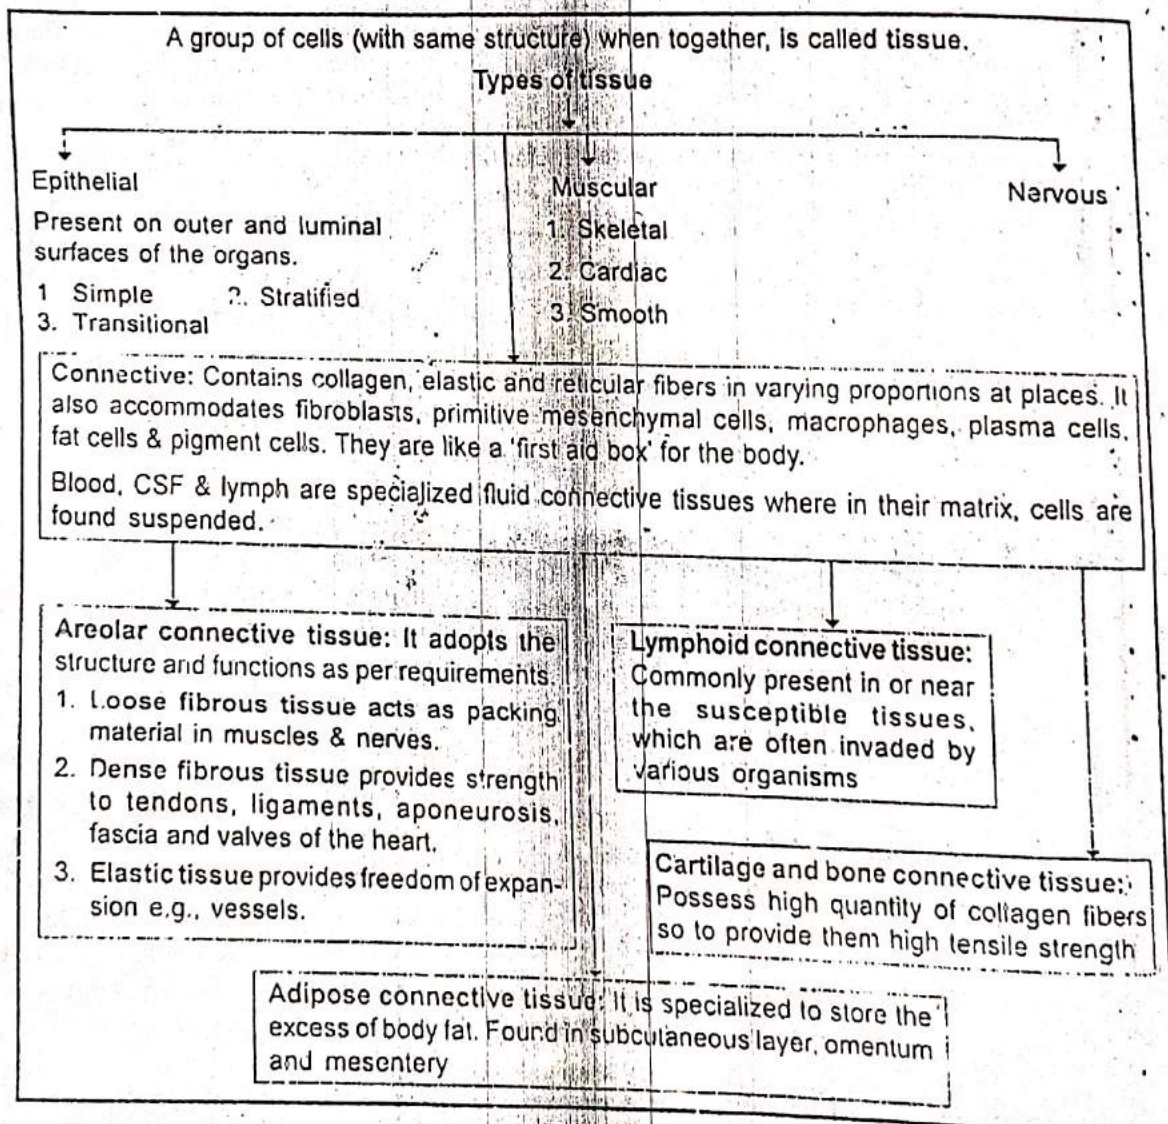 A group of cells (with same structure) when together, is called tissue.
Types of tissue
Epithelial
Present on outer and luminal
surfaces of the organs.
1 Simple 2. Stratified
3. Transitional
Muscular
1. Skeletal
2. Cardiac
3. Smooth
Nervous
Connective: Contains collagen, elastic and reticular fibers in varying proportions at places. It
also accommodates fibroblasts, primitive mesenchymal cells, macrophages, plasma cells,
fat cells & pigment cells. They are like a 'first aid box' for the body.
Blood, CSF & lymph are specialized fluid connective tissues where in their matrix, cells are
found suspended.
Areolar connective tissue: It adopts the
structure and functions as per requirements.
1. Loose fibrous tissue acts as packing
material in muscles & nerves.
2. Dense fibrous tissue provides strength
to tendons, ligaments, aponeurosis,
fascia and valves of the heart.
3. Elastic tissue provides freedom of expan-
sion e.g., vessels.
Lymphoid connective tissue:
Commonly present in or near
the susceptible tissues,
which are often invaded by
various organisms
Cartilage and bone connective tissue:
Possess high quantity of collagen fibers
so to provide them high tensile strength
Adipose connective tissue: It is specialized to store the
excess of body fat. Found in subcutaneous layer, omentum
and mesentery